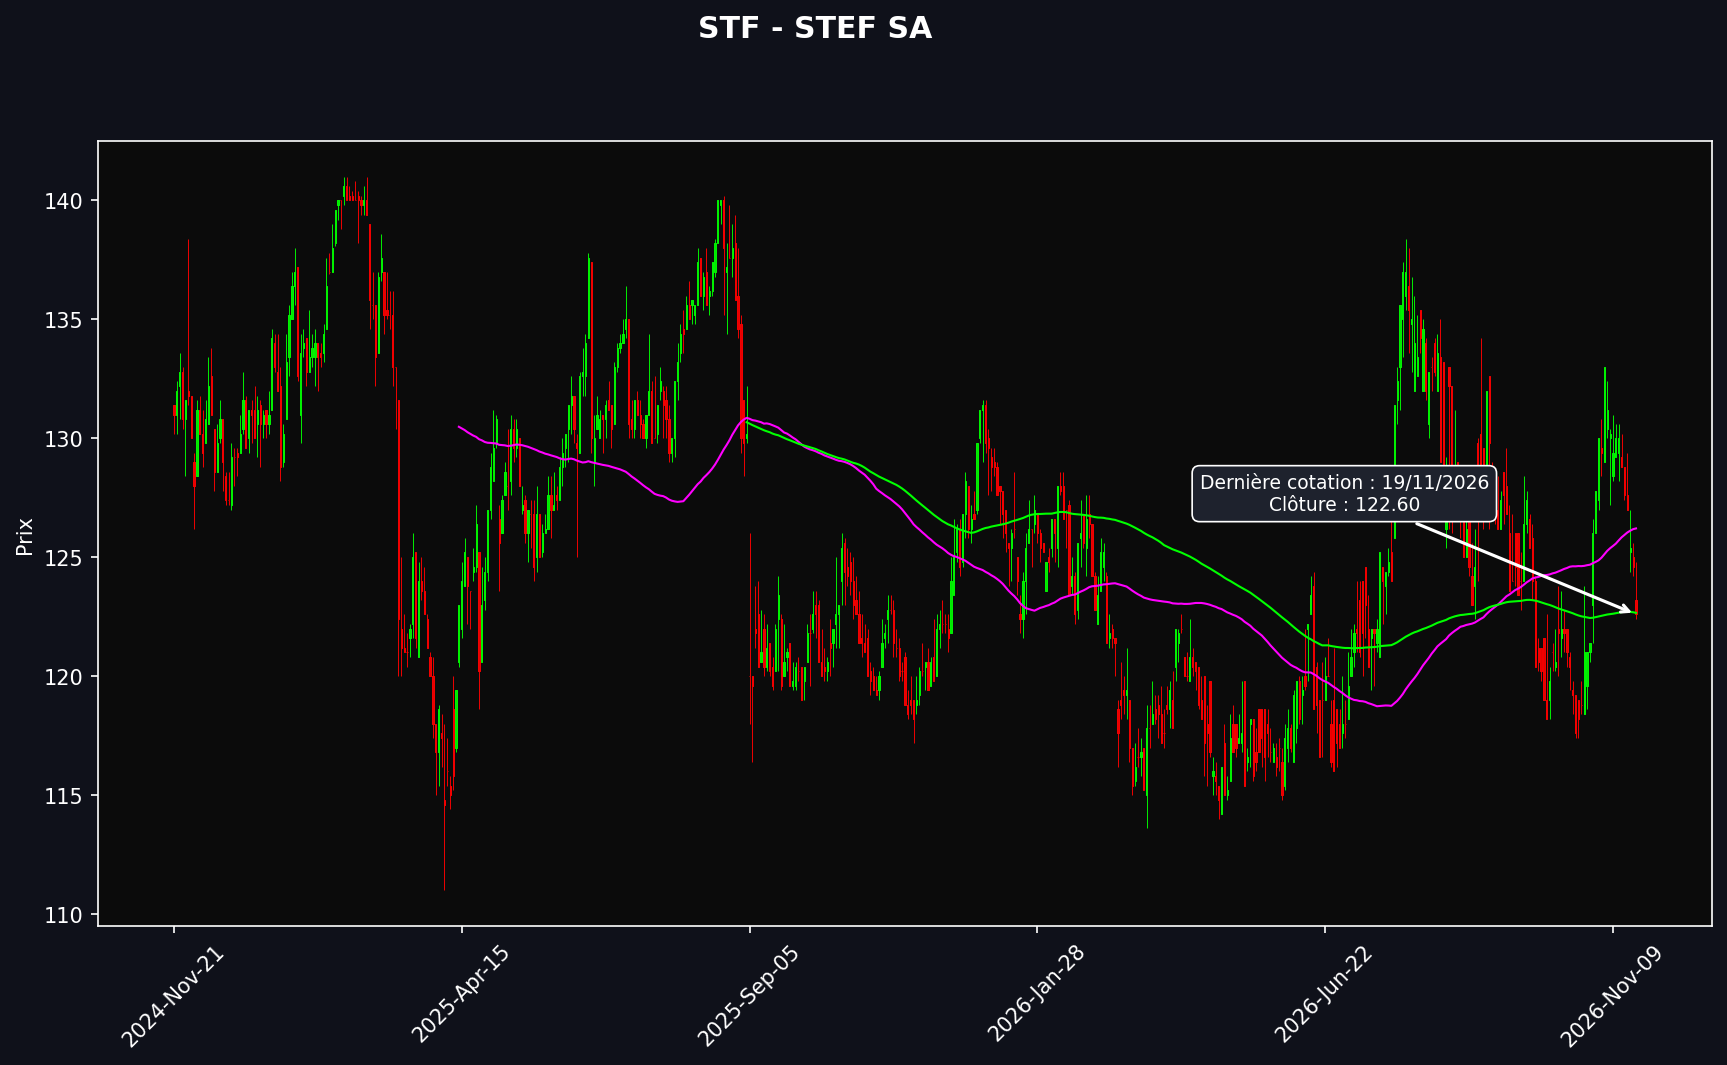 STF - STEF SA
Prix
140
135
130
125
120
115
110
Dernière cotation : 19/11/2026
Clôture : 122.60
2024-Nov-21
2025-Apr-15
2025-Sep-05
2026-Jan-28
2026-Jun-22
2026-Nov-09